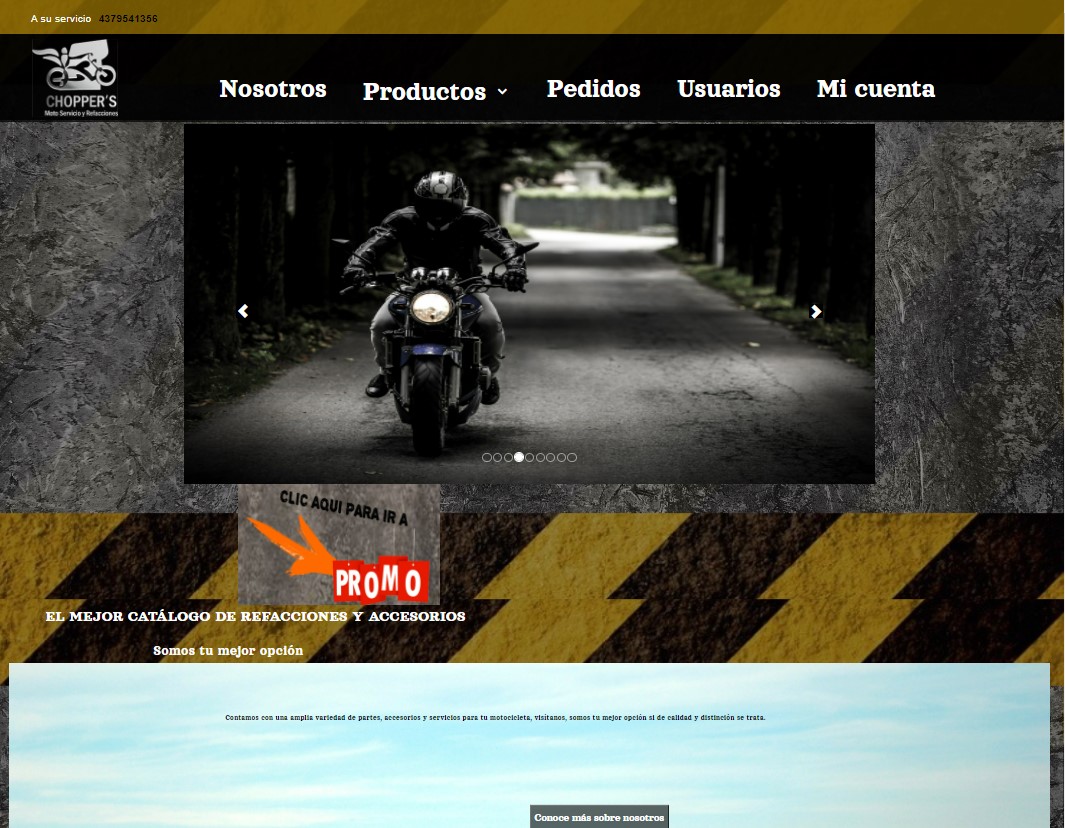 A su servicio 4379541356
CHOPPER'S
Moto Servicio y Refacciones
Nosotros Productos Pedidos Usuarios Mi cuenta
CLIC AQUI PARA IR A
PROMO
EL MEJOR CATÁLOGO DE REFACCIONES Y ACCESORIOS
Somos tu mejor opción
Contamos con una amplia variedad de partes, accesorios y servicios para tu motocicleta, visítanos, somos tu mejor opción si de calidad y distinción se trata.
Conoce más sobre nosotros